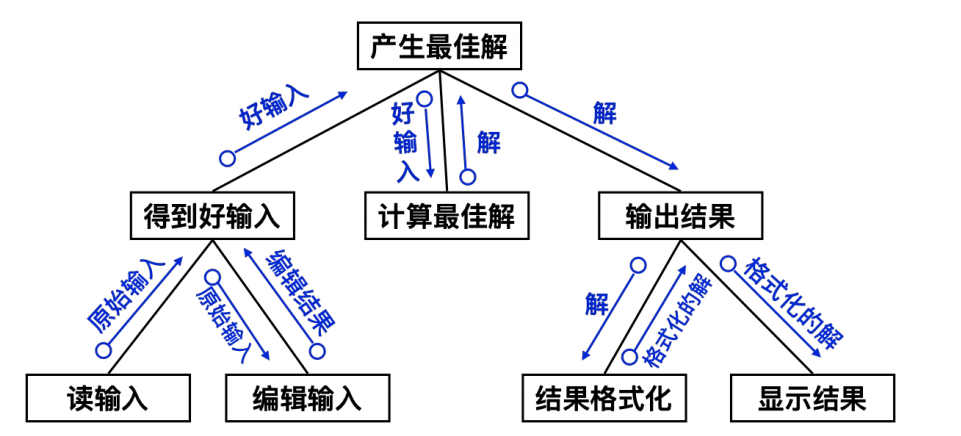 产生最佳解
好输入
好输入
解
解
得到好输入
计算最佳解
输出结果
原始输入
原始输入
编辑结果
解
格式化的解
格式化的解
读输入
编辑输入
结果格式化
显示结果